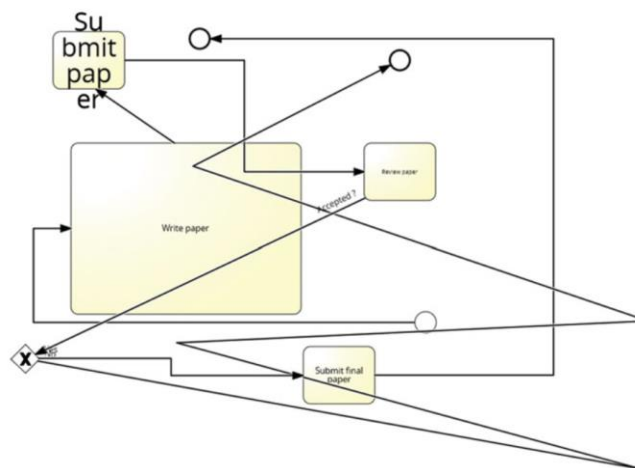 Su
bmit
pap
er
Review paper
Accepted ?
Write paper
X
Submit final
paper